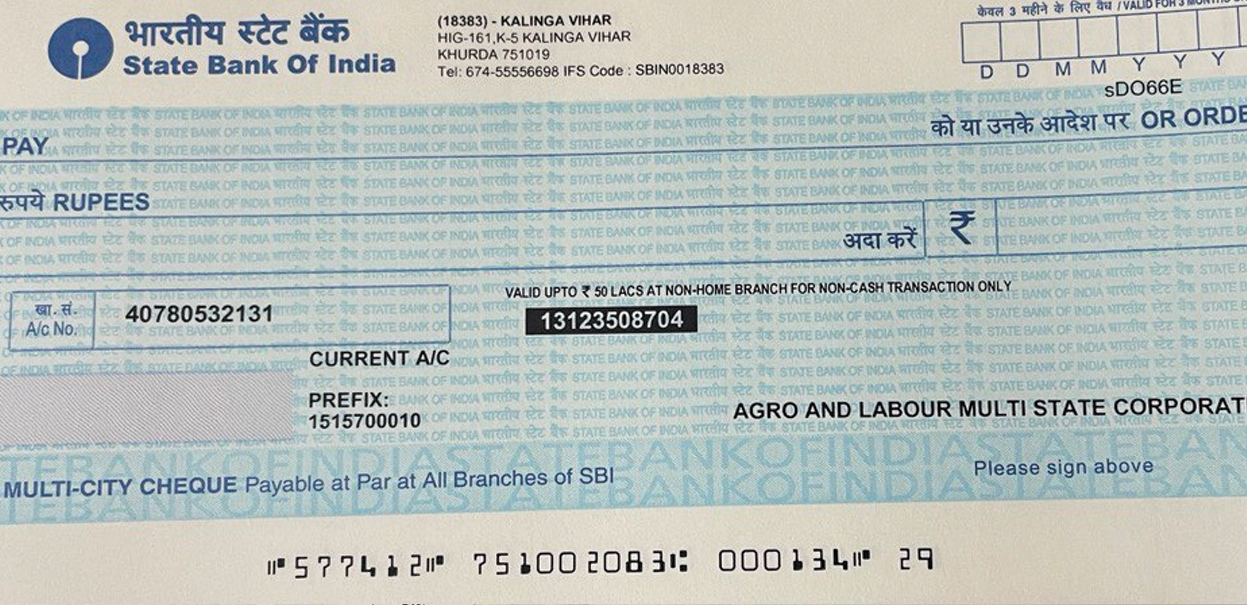 भारतीय स्टेट बैंक
State Bank Of India
(18383) - KALINGA VIHAR
HIG-161,K-5 KALINGA VIHAR
KHURDA 751019
Tel: 674-55556698 IFS Code : SBIN0018383
केवल 3 महीने के लिए वैध / VALID FOR 3 MONTHS
D D M M Y Y Y
sDO66E
PAY
को या उनके आदेश पर OR ORDE
रुपये RUPEES
अदा करें ₹
खा. सं.
A/c No.
40780532131
VALID UPTO ₹ 50 LACS AT NON-HOME BRANCH FOR NON-CASH TRANSACTION ONLY
13123508704
CURRENT A/C
PREFIX:
1515700010
AGRO AND LABOUR MULTI STATE CORPORAT
MULTI-CITY CHEQUE Payable at Par at All Branches of SBI
Please sign above
⑈577412⑈ 751002083⑆ 000134⑈ 29